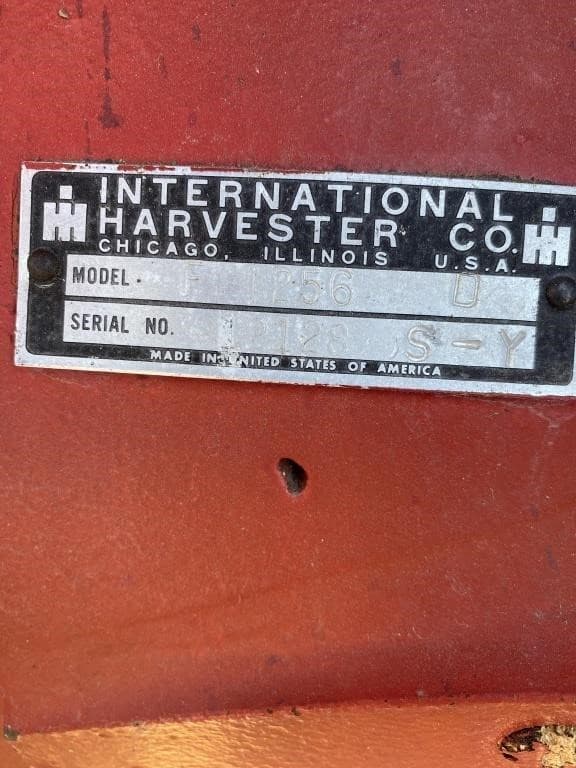 INTERNATIONAL
HARVESTER CO.
CHICAGO, ILLINOIS U.S.A.
MODEL · F 1256 D
SERIAL NO. S-Y
MADE IN UNITED STATES OF AMERICA